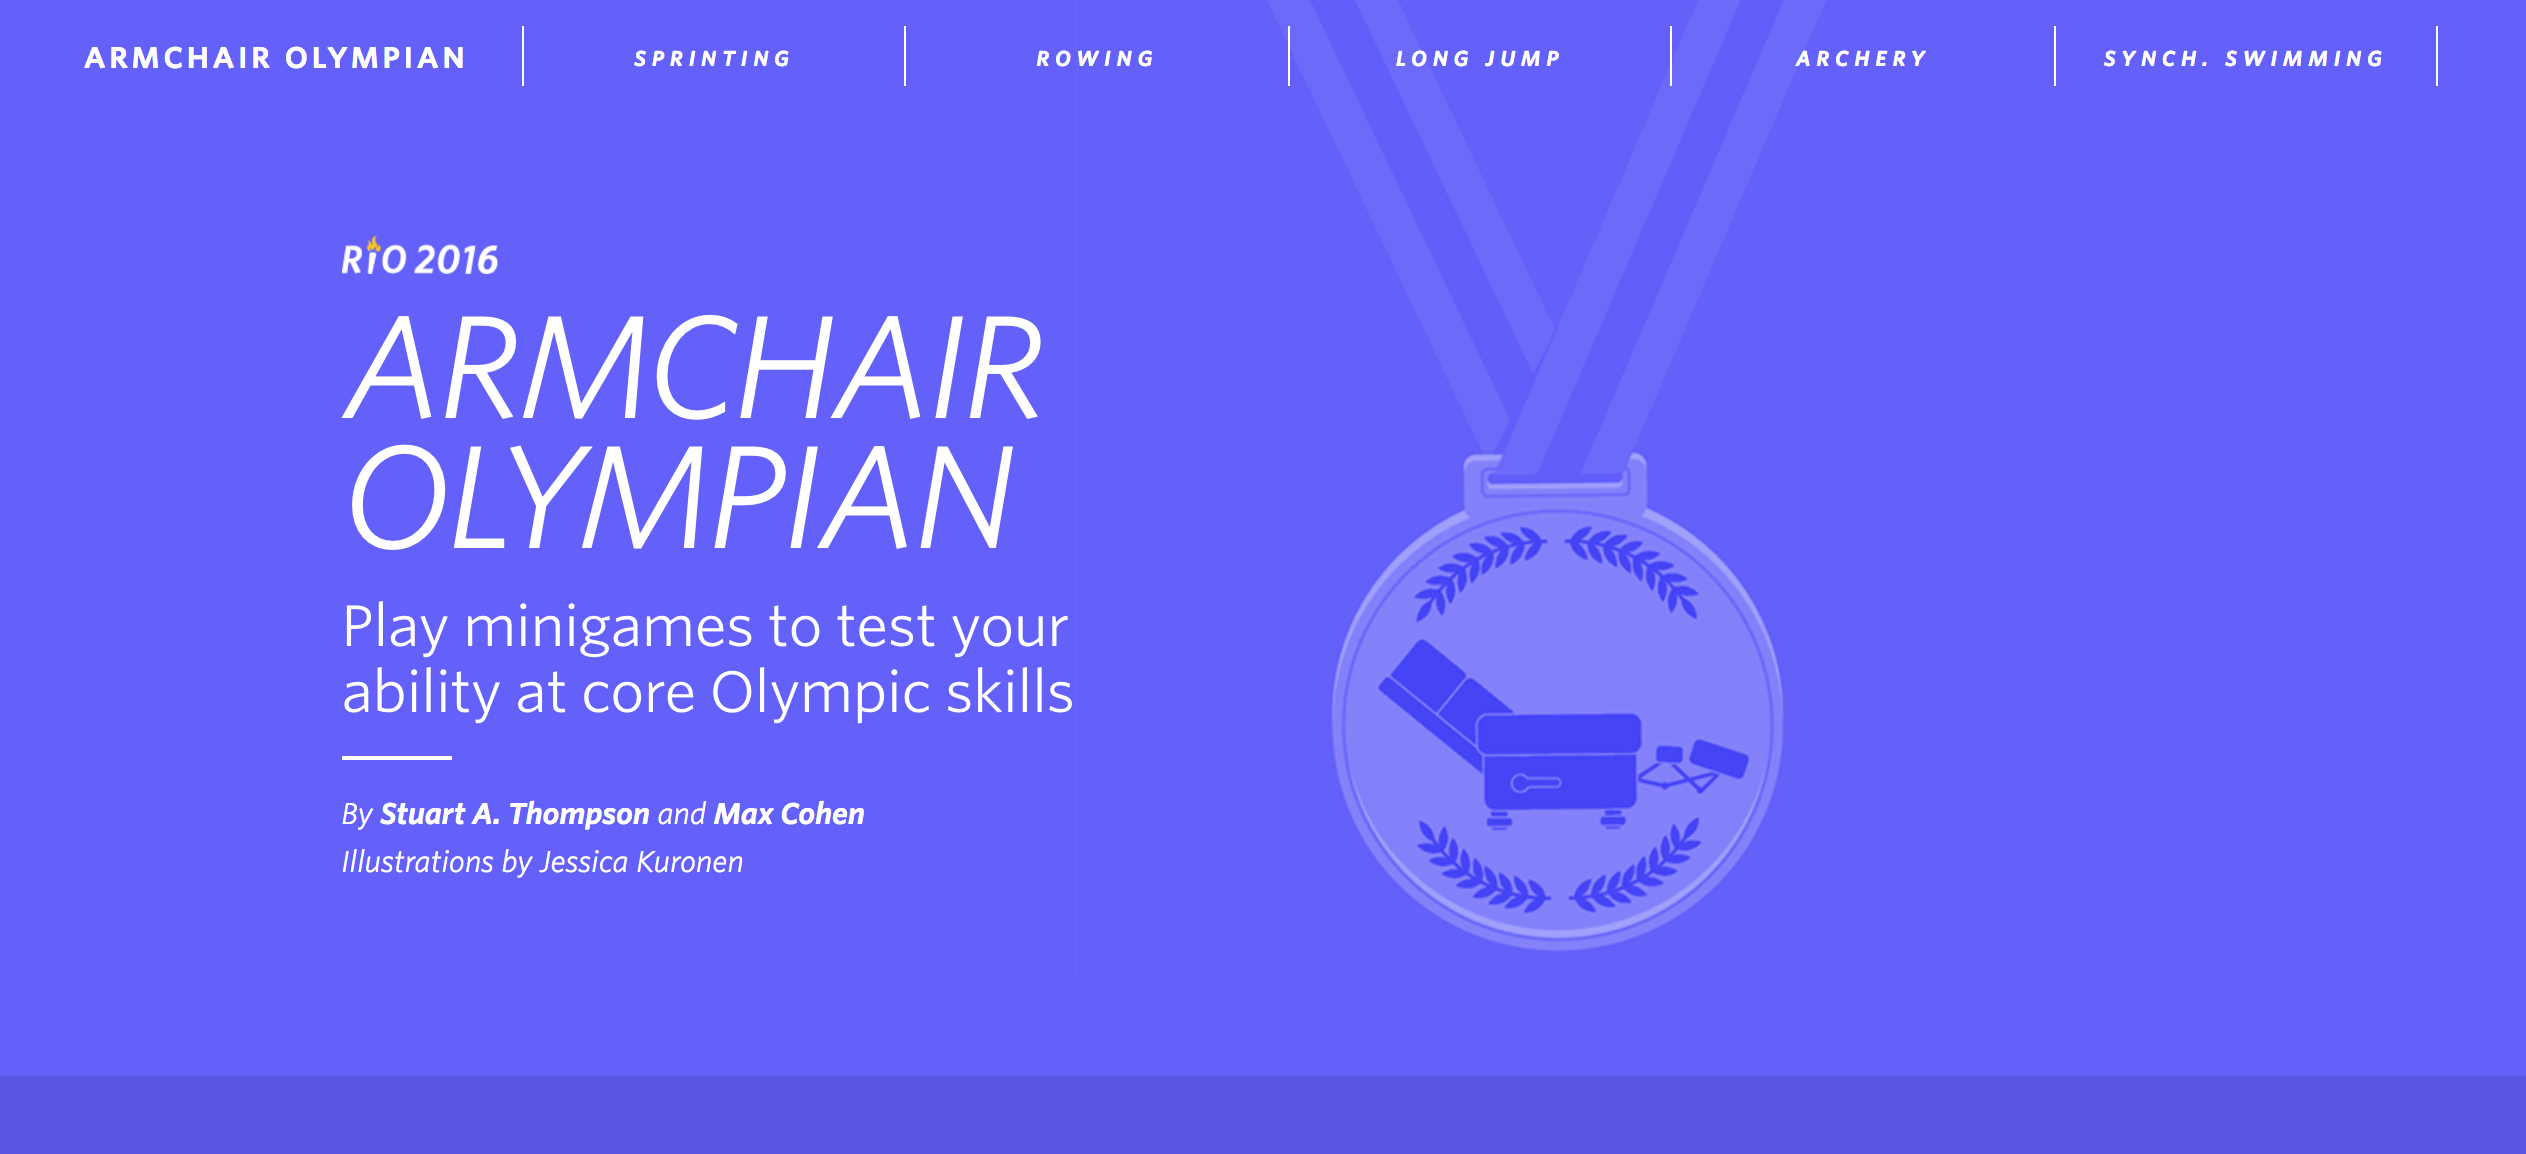 ARMCHAIR OLYMPIAN
SPRINTING
ROWING
LONG JUMP
ARCHERY
SYNCH. SWIMMING
RIO 2016
ARMCHAIR
OLYMPIAN
Play minigames to test your
ability at core Olympic skills
By Stuart A. Thompson and Max Cohen
Illustrations by Jessica Kuronen